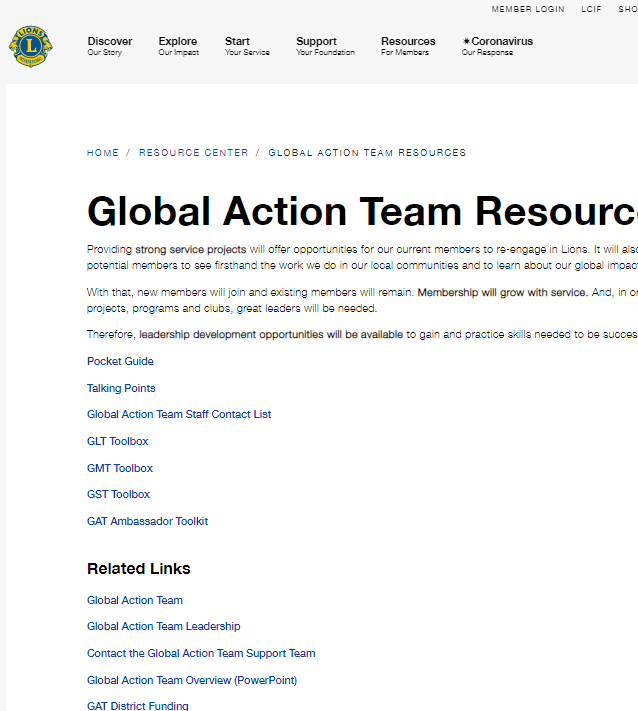 MEMBER LOGIN LCIF SHO
LIONS
L
INTERNATIONAL
Discover Explore Start Support Resources ✴Coronavirus
Our Story Our Impact Your Service Your Foundation For Members Our Response
HOME / RESOURCE CENTER / GLOBAL ACTION TEAM RESOURCES
Global Action Team Resourc
Providing strong service projects will offer opportunities for our current members to re-engage in Lions. It will also
potential members to see firsthand the work we do in our local communities and to learn about our global impac
With that, new members will join and existing members will remain. Membership will grow with service. And, in or
projects, programs and clubs, great leaders will be needed.
Therefore, leadership development opportunities will be available to gain and practice skills needed to be succes
Pocket Guide
Talking Points
Global Action Team Staff Contact List
GLT Toolbox
GMT Toolbox
GST Toolbox
GAT Ambassador Toolkit
Related Links
Global Action Team
Global Action Team Leadership
Contact the Global Action Team Support Team
Global Action Team Overview (PowerPoint)
GAT District Funding